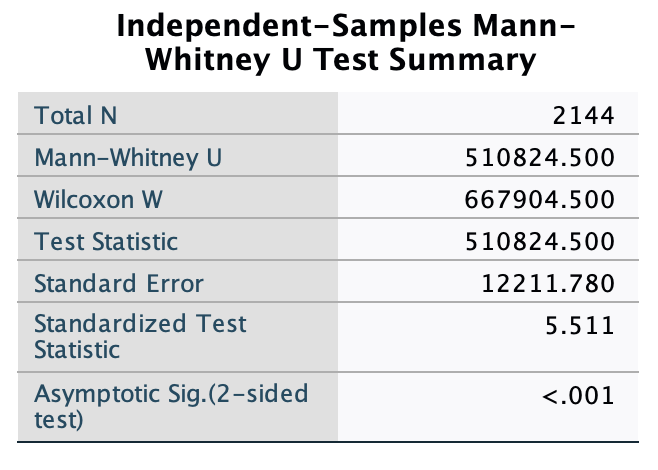 Independent-Samples Mann-
Whitney U Test Summary
Total N 2144
Mann-Whitney U 510824.500
Wilcoxon W 667904.500
Test Statistic 510824.500
Standard Error 12211.780
Standardized Test 5.511
Statistic
Asymptotic Sig.(2-sided <.001
test)